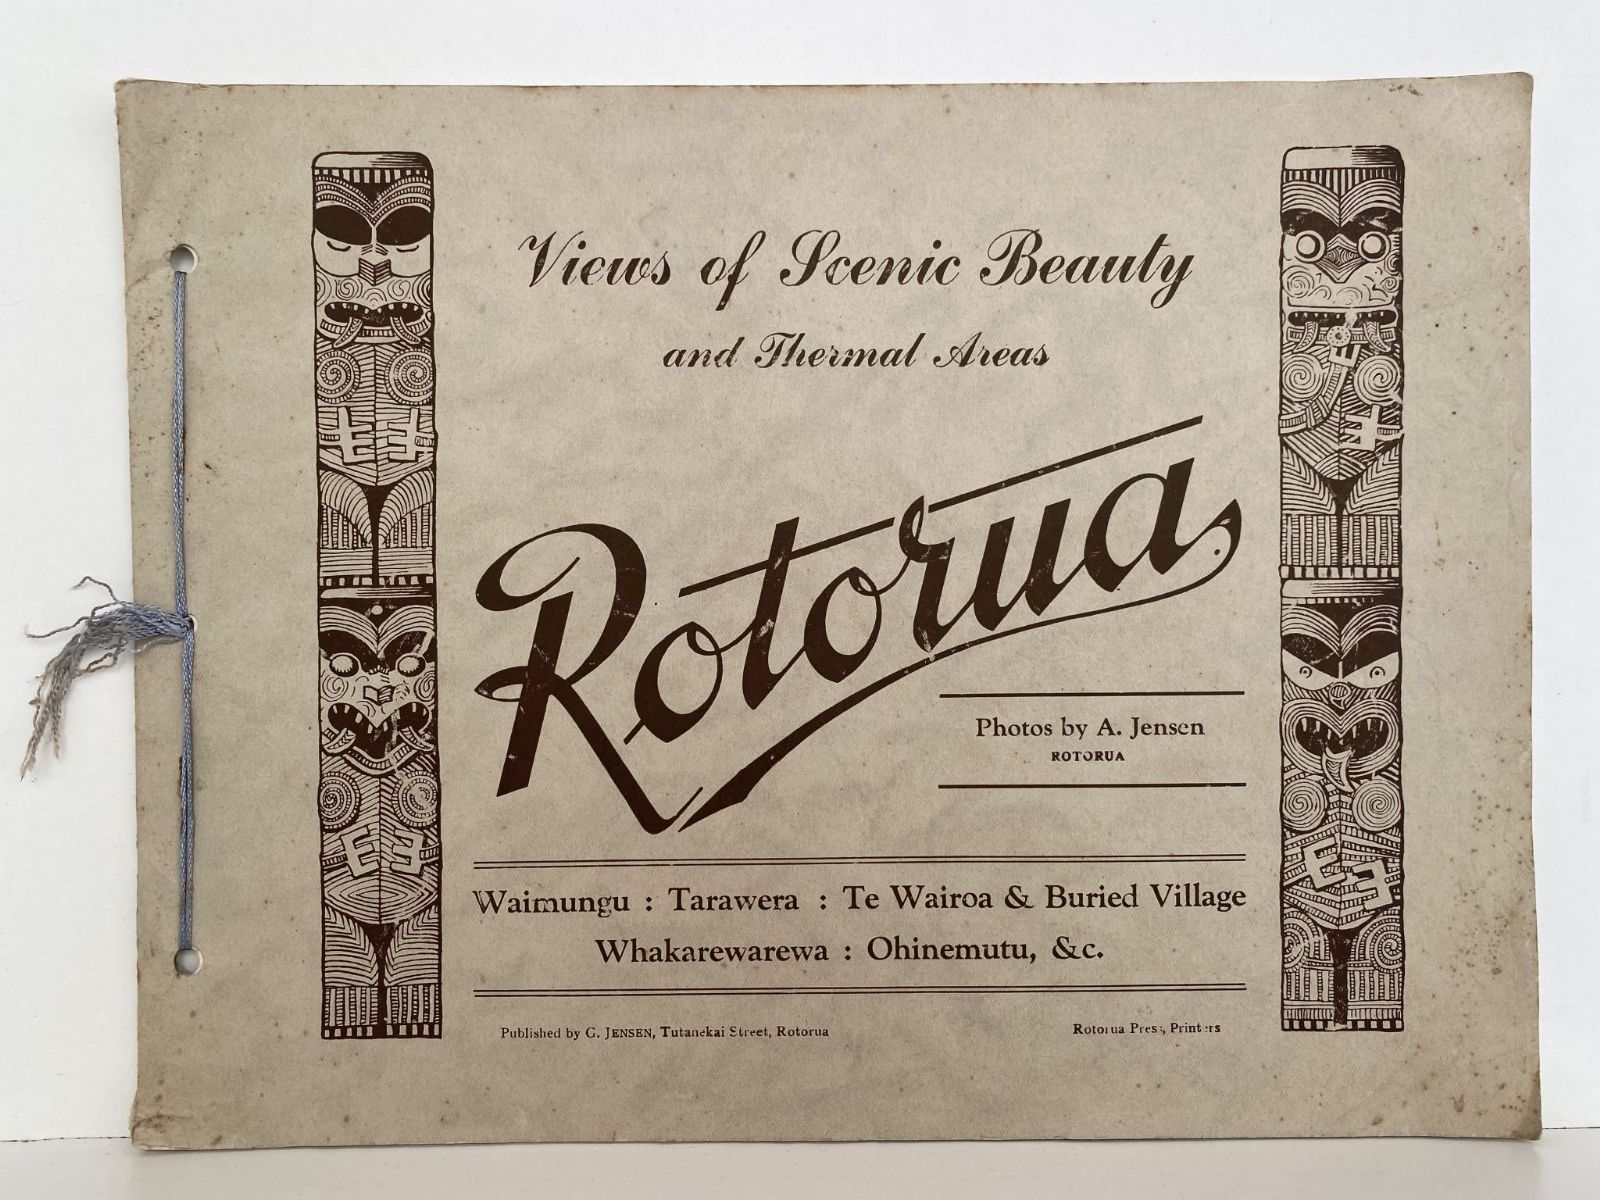 Views of Scenic Beauty
and Thermal Areas
Rotorua
Photos by A. Jensen
ROTORUA
Waimungu : Tarawera : Te Wairoa & Buried Village
Whakarewarewa : Ohinemutu, &c.
Published by G. JENSEN, Tutanekai Street, Rotorua
Rotorua Press, Printers